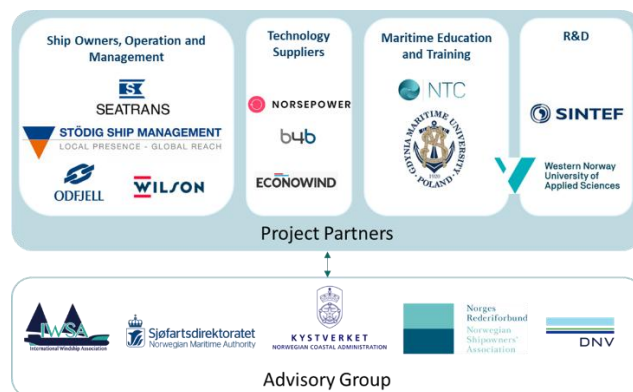 Ship Owners, Operation and
Management
SEATRANS
STÖDIG SHIP MANAGEMENT
LOCAL PRESENCE - GLOBAL REACH
ODFJELL
WILSON
Technology
Suppliers
NORSEPOWER
b4b
ECONOWIND
Maritime Education
and Training
NTC
GDYNIA MARITIME UNIVERSITY
POLAND
1920
R&D
SINTEF
Western Norway
University of
Applied Sciences
Project Partners
IWSA
International Windship Association
Sjøfartsdirektoratet
Norwegian Maritime Authority
KYSTVERKET
NORWEGIAN COASTAL ADMINISTRATION
Norges
Rederiforbund
Norwegian
Shipowners'
Association
DNV
Advisory Group